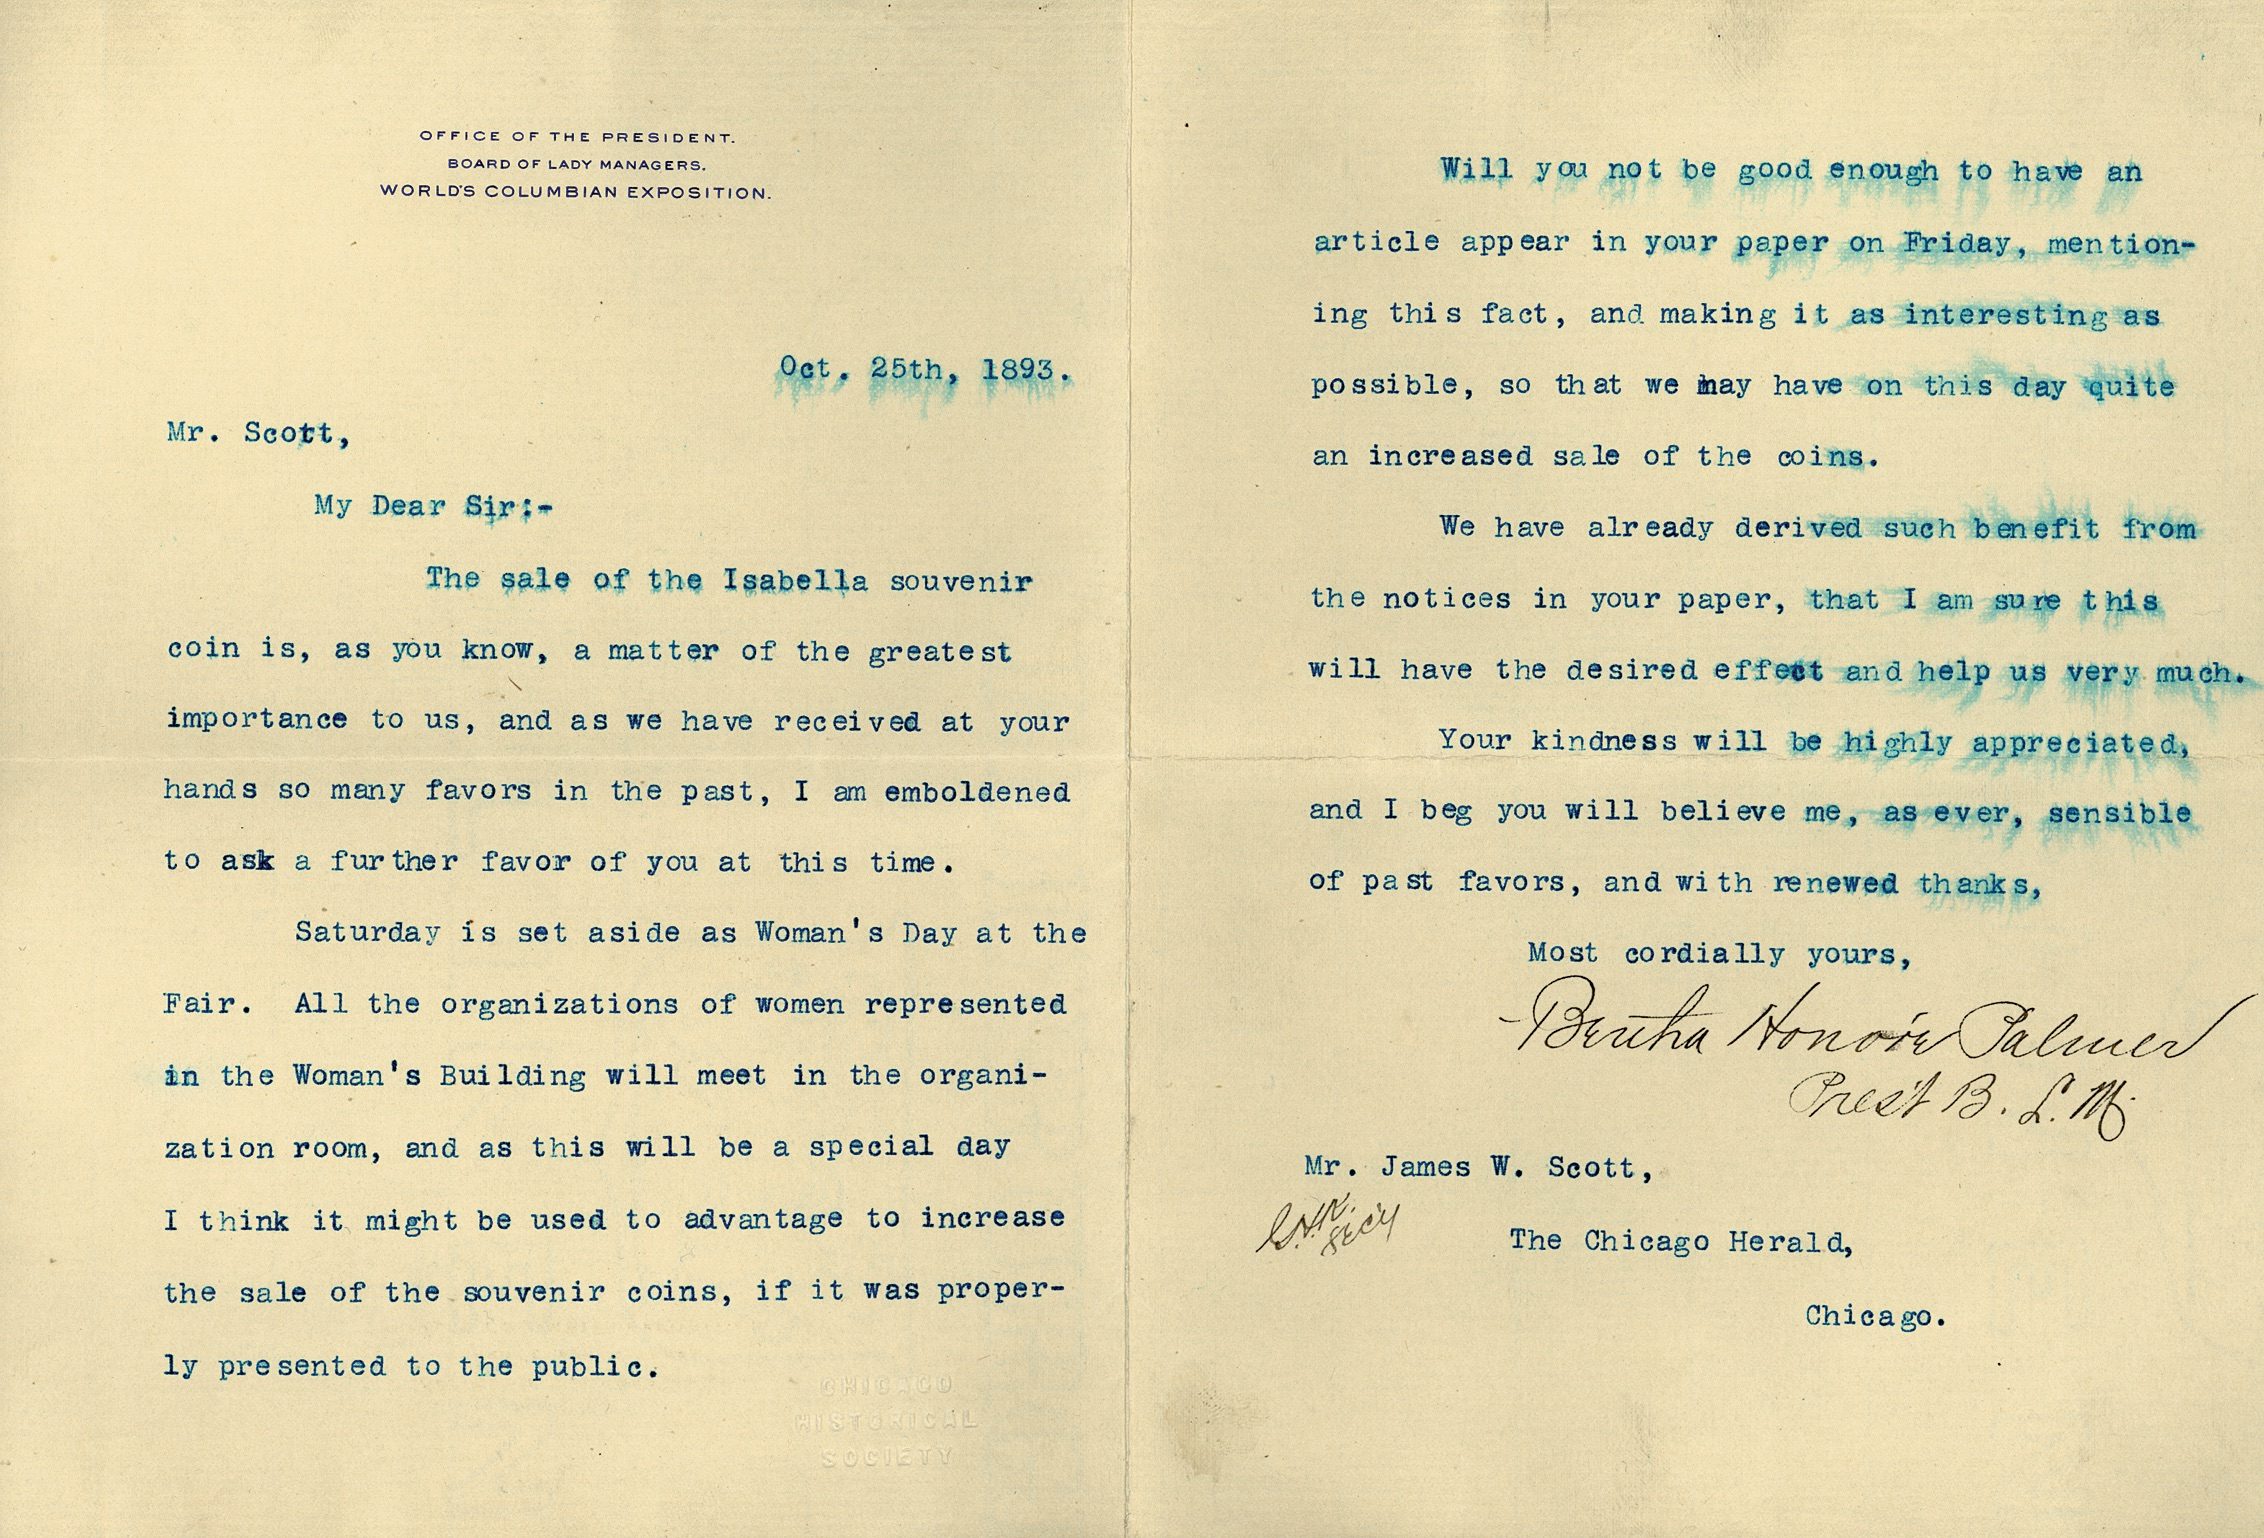 OFFICE OF THE PRESIDENT.
BOARD OF LADY MANAGERS.
WORLD'S COLUMBIAN EXPOSITION.
Oct. 25th, 1893.
Mr. Scott,
My Dear Sir:-
The sale of the Isabella souvenir
coin is, as you know, a matter of the greatest
importance to us, and as we have received at your
hands so many favors in the past, I am emboldened
to ask a further favor of you at this time.
Saturday is set aside as Woman's Day at the
Fair. All the organizations of women represented
in the Woman's Building will meet in the organi-
zation room, and as this will be a special day
I think it might be used to advantage to increase
the sale of the souvenir coins, if it was proper-
ly presented to the public.
CHICAGO
HISTORICAL
SOCIETY
Will you not be good enough to have an
article appear in your paper on Friday, mention-
ing this fact, and making it as interesting as
possible, so that we may have on this day quite
an increased sale of the coins.
We have already derived such benefit from
the notices in your paper, that I am sure this
will have the desired effect and help us very much.
Your kindness will be highly appreciated,
and I beg you will believe me, as ever, sensible
of past favors, and with renewed thanks,
Most cordially yours,
Bertha Honoré Palmer
Prest B. L. M.
Mr. James W. Scott,
The Chicago Herald,
Chicago.